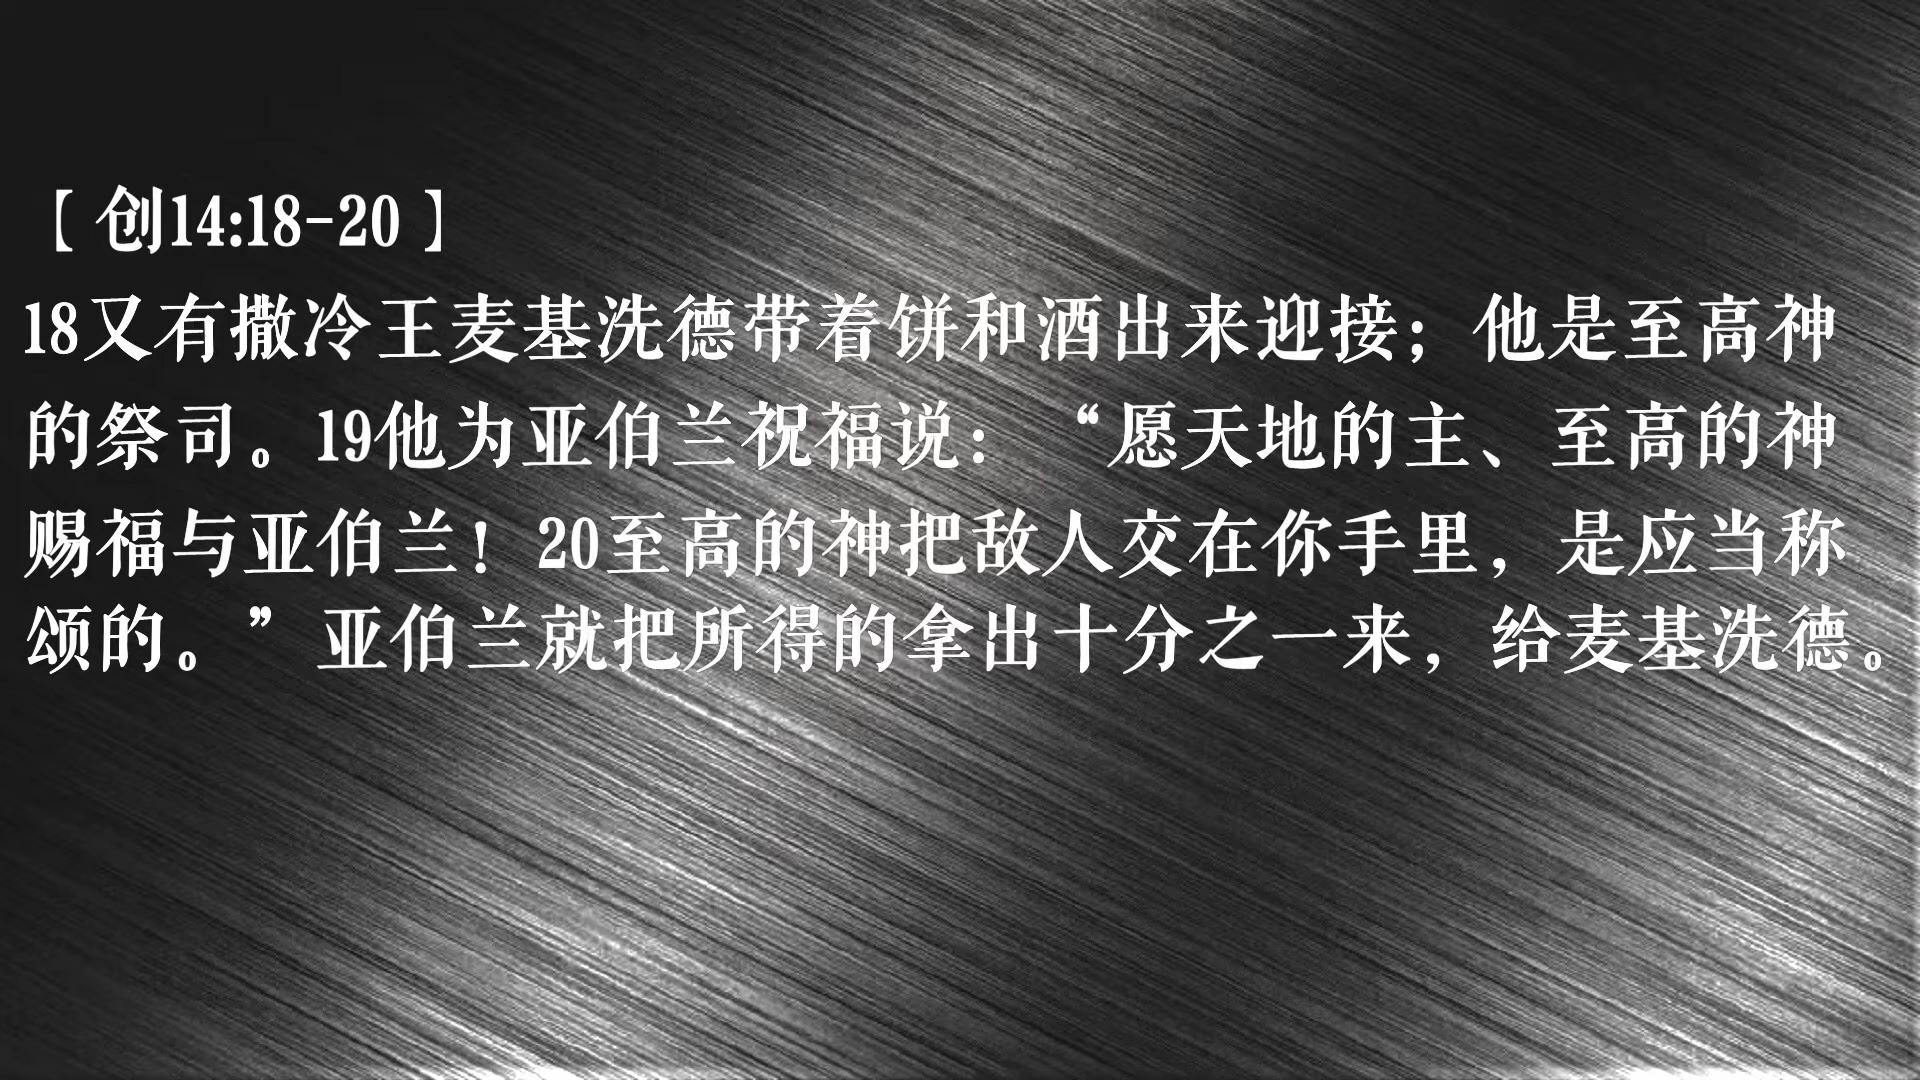 【创14:18-20】
18又有撒冷王麦基洗德带着饼和酒出来迎接；他是至高神
的祭司。19他为亚伯兰祝福说：“愿天地的主、至高的神
赐福与亚伯兰！20至高的神把敌人交在你手里，是应当称
颂的。”亚伯兰就把所得的拿出十分之一来，给麦基洗德。